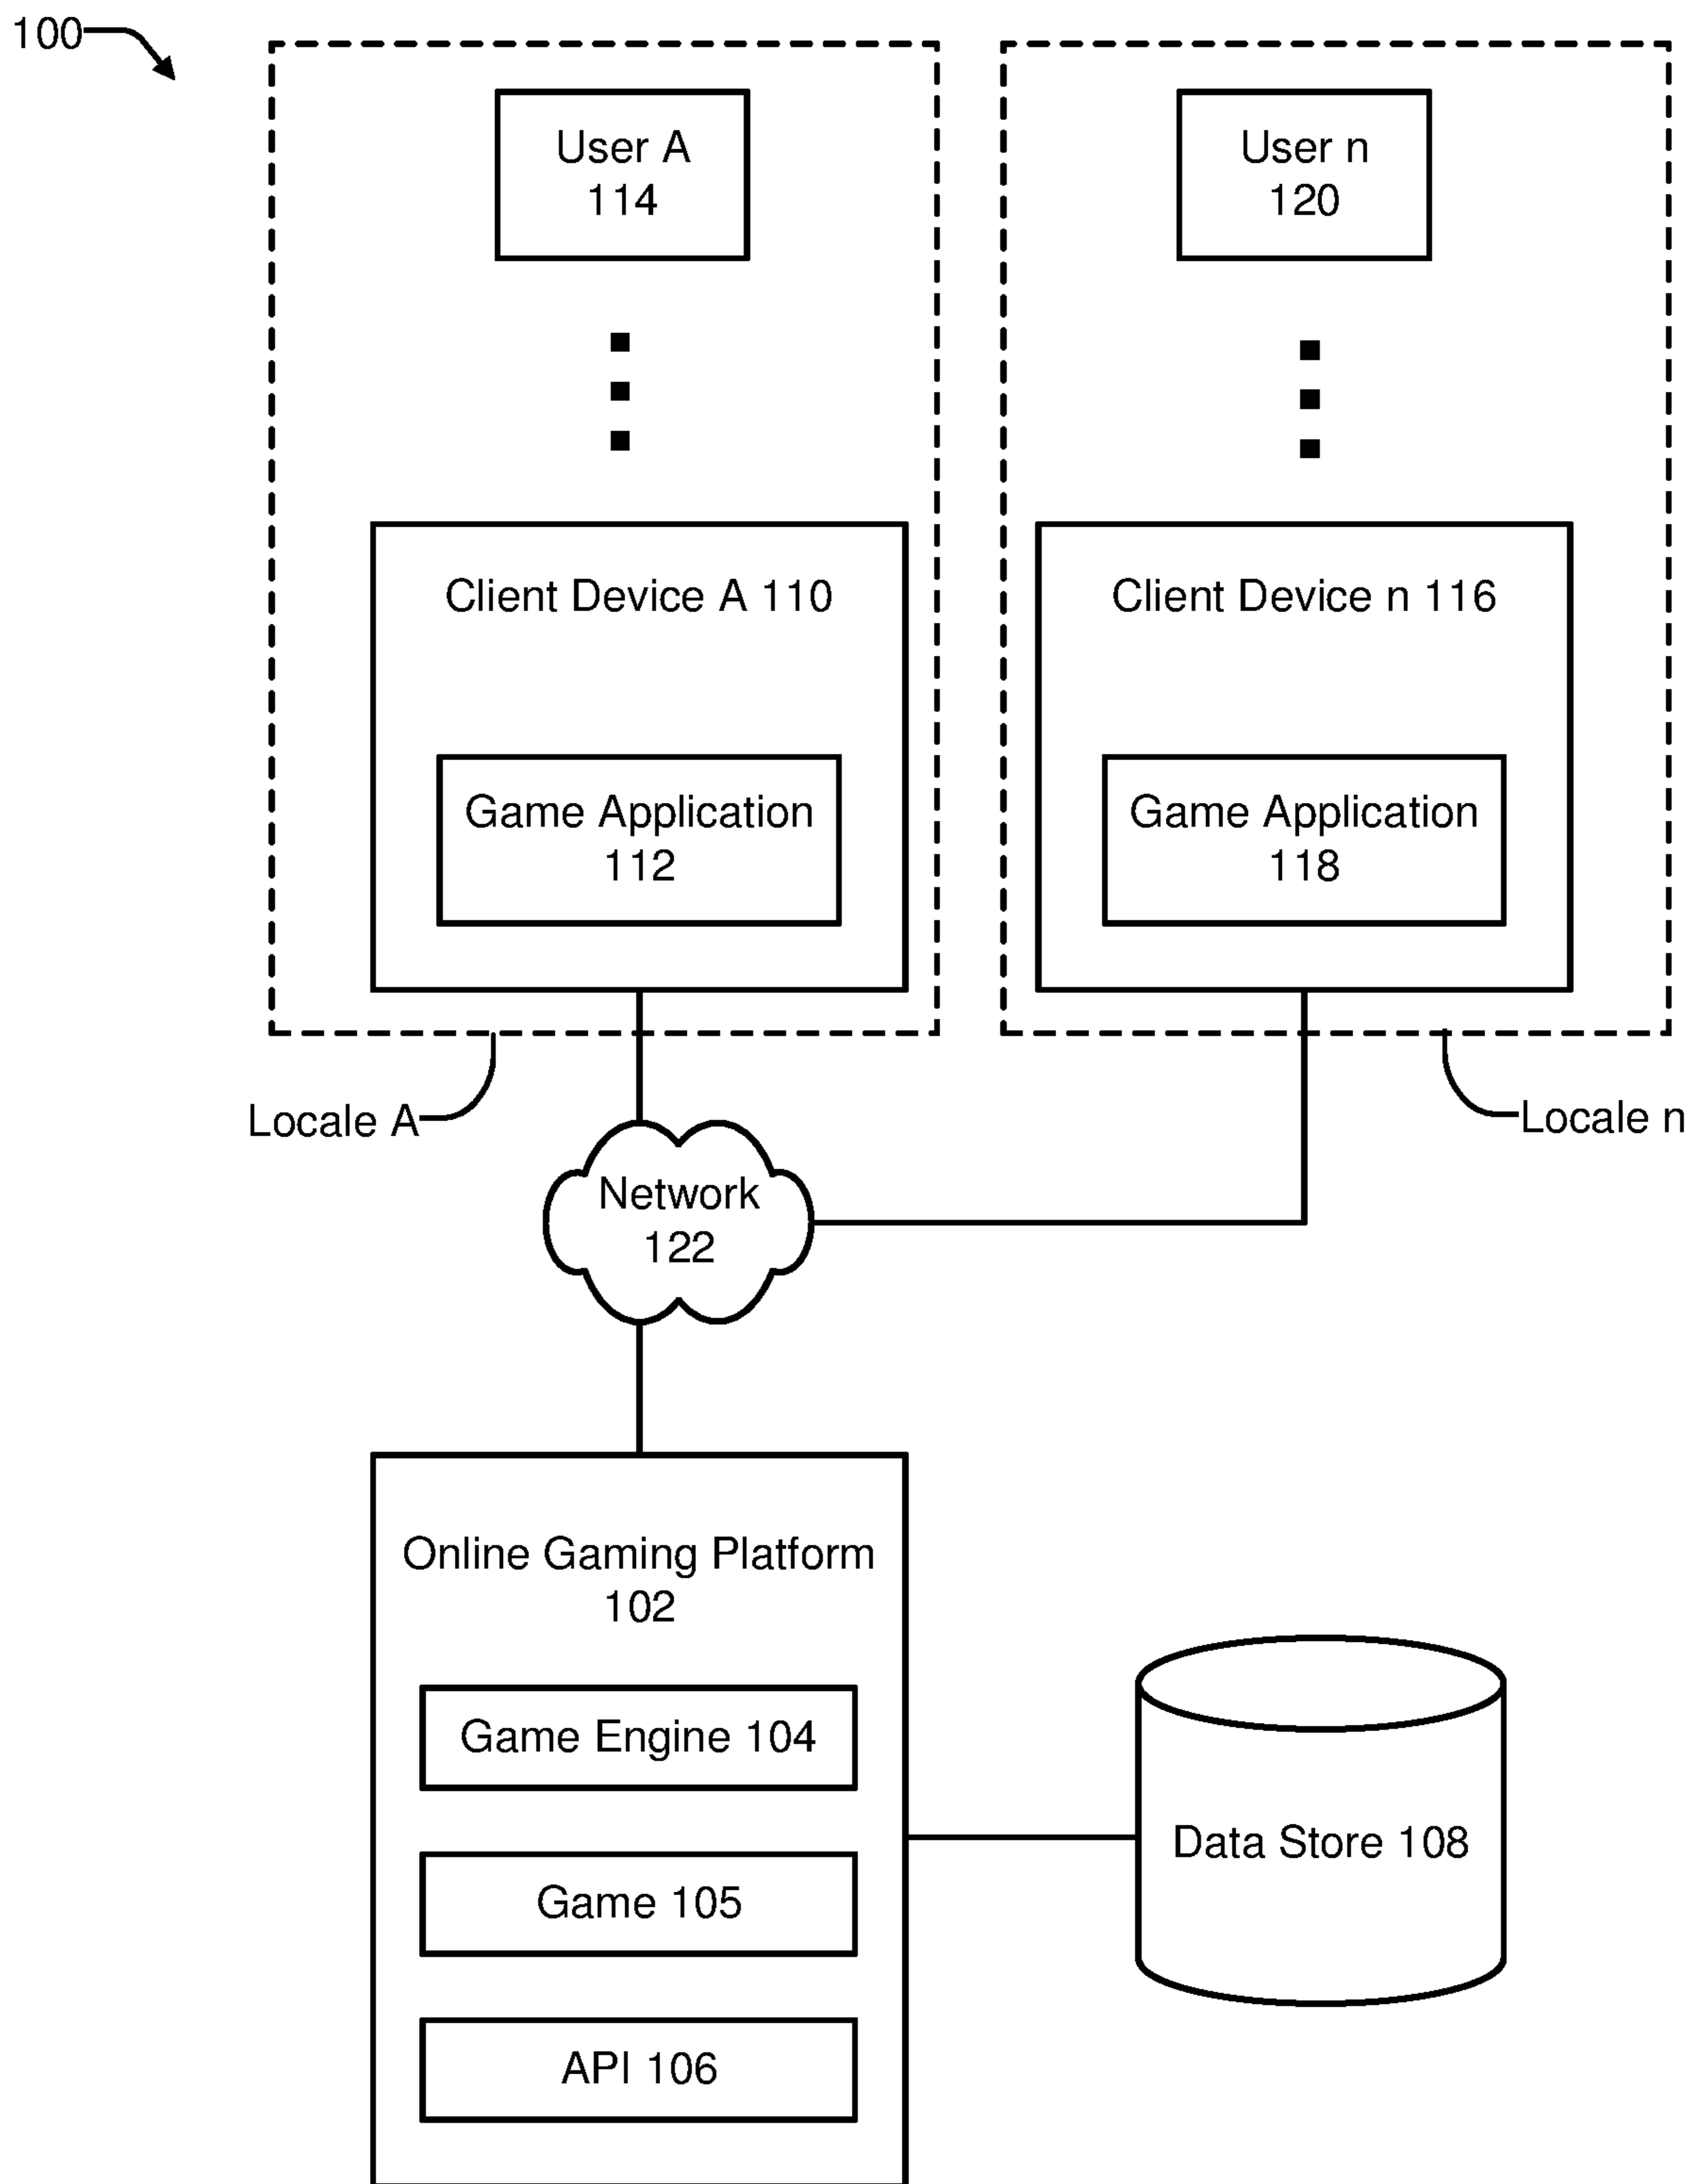 100
User A
114
User n
120
Client Device A 110
Client Device n 116
Game Application
112
Game Application
118
Locale A
Locale n
Network
122
Online Gaming Platform
102
Game Engine 104
Game 105
API 106
Data Store 108